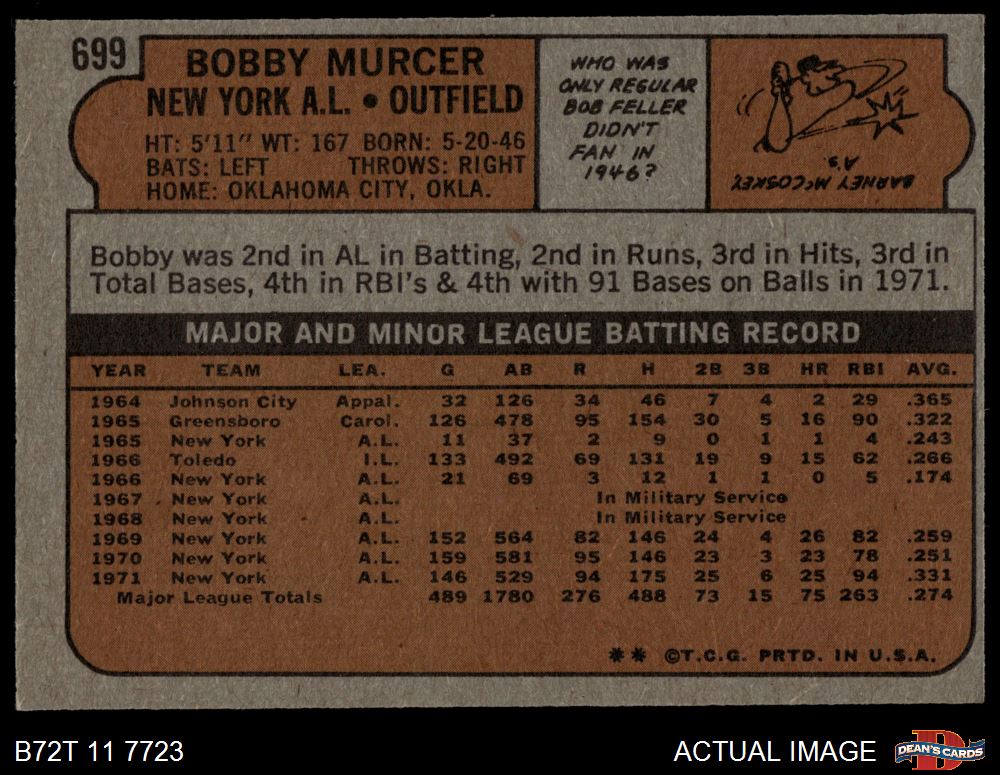 699
BOBBY MURCER
NEW YORK A.L. • OUTFIELD
HT: 5'11" WT: 167 BORN: 5-20-46
BATS: LEFT THROWS: RIGHT
HOME: OKLAHOMA CITY, OKLA.
WHO WAS
ONLY REGULAR
BOB FELLER
DIDN'T
FAN IN
1946?
BARNEY McCOSKEY,
A's.
Bobby was 2nd in AL in Batting, 2nd in Runs, 3rd in Hits, 3rd in
Total Bases, 4th in RBI's & 4th with 91 Bases on Balls in 1971.
MAJOR AND MINOR LEAGUE BATTING RECORD
YEAR TEAM LEA. G AB R H 2B 3B HR RBI AVG.
1964 Johnson City Appal. 32 126 34 46 7 4 2 29 .365
1965 Greensboro Carol. 126 478 95 154 30 5 16 90 .322
1965 New York A.L. 11 37 2 9 0 1 1 4 .243
1966 Toledo I.L. 133 492 69 131 19 9 15 62 .266
1966 New York A.L. 21 69 3 12 1 1 0 5 .174
1967 New York A.L. In Military Service
1968 New York A.L. In Military Service
1969 New York A.L. 152 564 82 146 24 4 26 82 .259
1970 New York A.L. 159 581 95 146 23 3 23 78 .251
1971 New York A.L. 146 529 94 175 25 6 25 94 .331
Major League Totals 489 1780 276 488 73 15 75 263 .274
** ©T.C.G. PRTD. IN U.S.A.
B72T 11 7723
ACTUAL IMAGE
DEAN'S CARDS